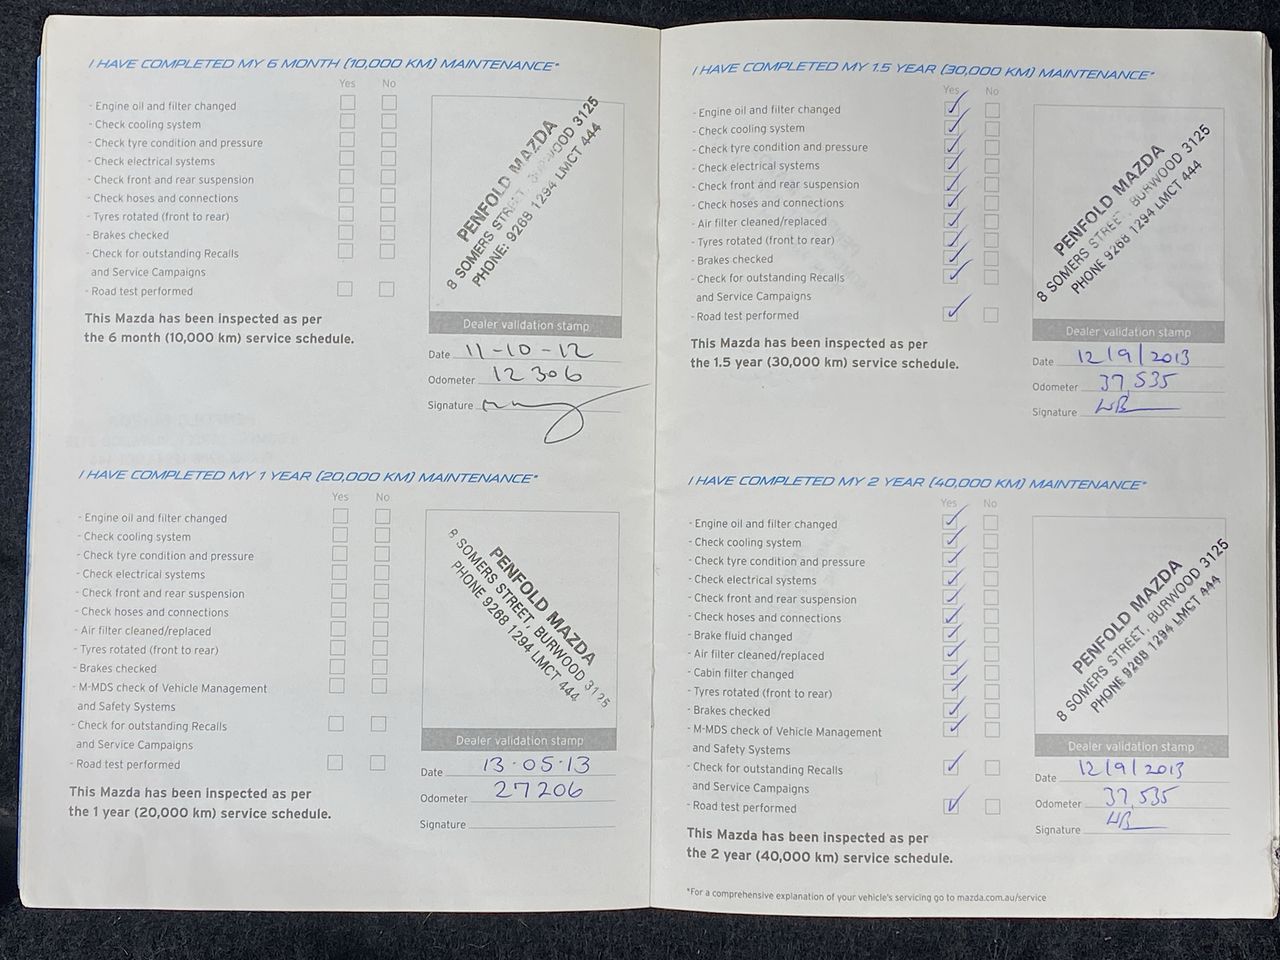 I HAVE COMPLETED MY 6 MONTH (10,000 KM) MAINTENANCE*
Yes No
- Engine oil and filter changed
- Check cooling system
- Check tyre condition and pressure
- Check electrical systems
- Check front and rear suspension
- Check hoses and connections
- Tyres rotated (front to rear)
- Brakes checked
- Check for outstanding Recalls
and Service Campaigns
- Road test performed
This Mazda has been inspected as per
the 6 month (10,000 km) service schedule.
PENFOLD MAZDA
8 SOMERS STREET, BURWOOD 3125
PHONE: 9268 1294 LMCT 444
Dealer validation stamp
Date 11-10-12
Odometer 12306
Signature
I HAVE COMPLETED MY 1 YEAR (20,000 KM) MAINTENANCE*
Yes No
- Engine oil and filter changed
- Check cooling system
- Check tyre condition and pressure
- Check electrical systems
- Check front and rear suspension
- Check hoses and connections
- Air filter cleaned/replaced
- Tyres rotated (front to rear)
- Brakes checked
- M-MDS check of Vehicle Management
and Safety Systems
- Check for outstanding Recalls
and Service Campaigns
- Road test performed
This Mazda has been inspected as per
the 1 year (20,000 km) service schedule.
PENFOLD MAZDA
8 SOMERS STREET, BURWOOD 3125
PHONE 9268 1294 LMCT 444
Dealer validation stamp
Date 13·05·13
Odometer 27206
Signature
I HAVE COMPLETED MY 1.5 YEAR (30,000 KM) MAINTENANCE*
Yes No
- Engine oil and filter changed
- Check cooling system
- Check tyre condition and pressure
- Check electrical systems
- Check front and rear suspension
- Check hoses and connections
- Air filter cleaned/replaced
- Tyres rotated (front to rear)
- Brakes checked
- Check for outstanding Recalls
and Service Campaigns
- Road test performed
This Mazda has been inspected as per
the 1.5 year (30,000 km) service schedule.
PENFOLD MAZDA
8 SOMERS STREET, BURWOOD 3125
PHONE 9268 1294 LMCT 444
Dealer validation stamp
Date 12/9/2013
Odometer 37,535
Signature
I HAVE COMPLETED MY 2 YEAR (40,000 KM) MAINTENANCE*
Yes No
- Engine oil and filter changed
- Check cooling system
- Check tyre condition and pressure
- Check electrical systems
- Check front and rear suspension
- Check hoses and connections
- Brake fluid changed
- Air filter cleaned/replaced
- Cabin filter changed
- Tyres rotated (front to rear)
- Brakes checked
- M-MDS check of Vehicle Management
and Safety Systems
- Check for outstanding Recalls
and Service Campaigns
- Road test performed
This Mazda has been inspected as per
the 2 year (40,000 km) service schedule.
PENFOLD MAZDA
8 SOMERS STREET, BURWOOD 3125
PHONE 9268 1294 LMCT 444
Dealer validation stamp
Date 12/9/2013
Odometer 37,535
Signature
*For a comprehensive explanation of your vehicle's servicing go to mazda.com.au/service